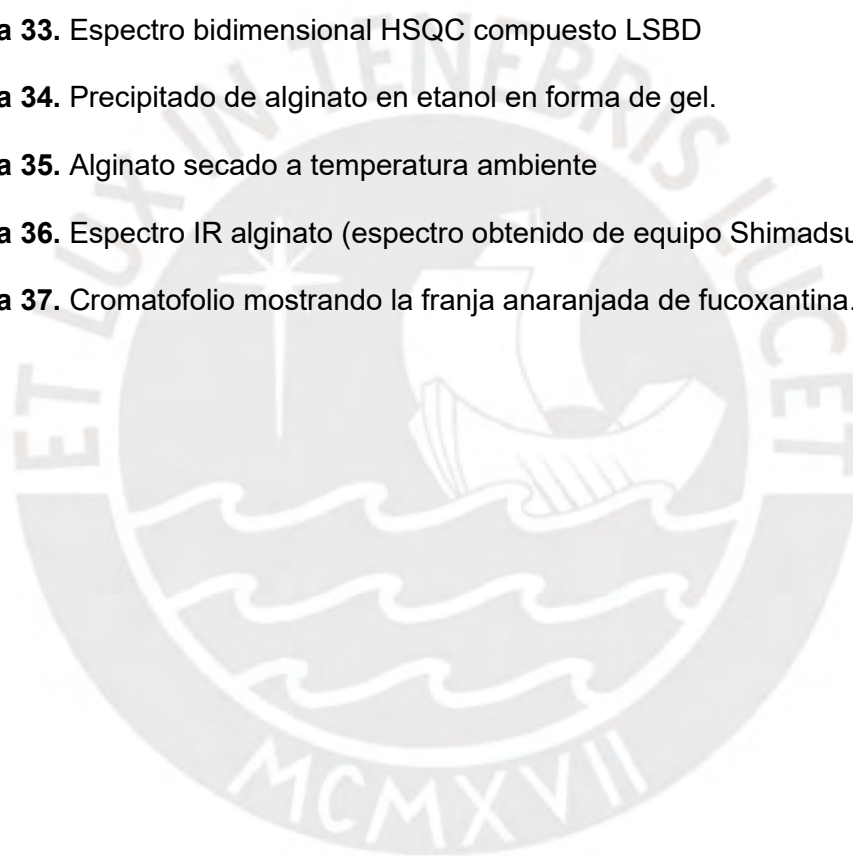 a 33. Espectro bidimensional HSQC compuesto LSBD
a 34. Precipitado de alginato en etanol en forma de gel.
a 35. Alginato secado a temperatura ambiente
a 36. Espectro IR alginato (espectro obtenido de equipo Shimadsu
a 37. Cromatofolio mostrando la franja anaranjada de fucoxantina.
ET LUX IN TENEBRIS LUCET
MCMXVII